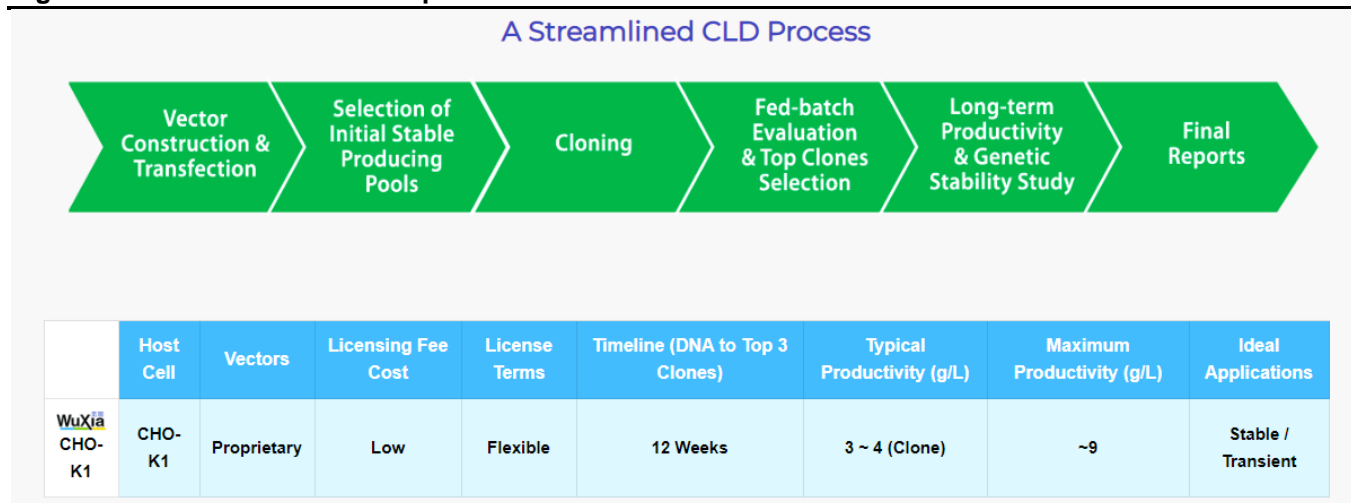 A Streamlined CLD Process
Vector
Construction &
Transfection
Selection of
Initial Stable
Producing
Pools
Cloning
Fed-batch
Evaluation
& Top Clones
Selection
Long-term
Productivity
& Genetic
Stability Study
Final
Reports
Host
Cell
Vectors
Licensing Fee
Cost
License
Terms
Timeline (DNA to Top 3
Clones)
Typical
Productivity (g/L)
Maximum
Productivity (g/L)
Ideal
Applications
WuXia
CHO-
K1
CHO-
K1
Proprietary
Low
Flexible
12 Weeks
3 ~ 4 (Clone)
~9
Stable /
Transient